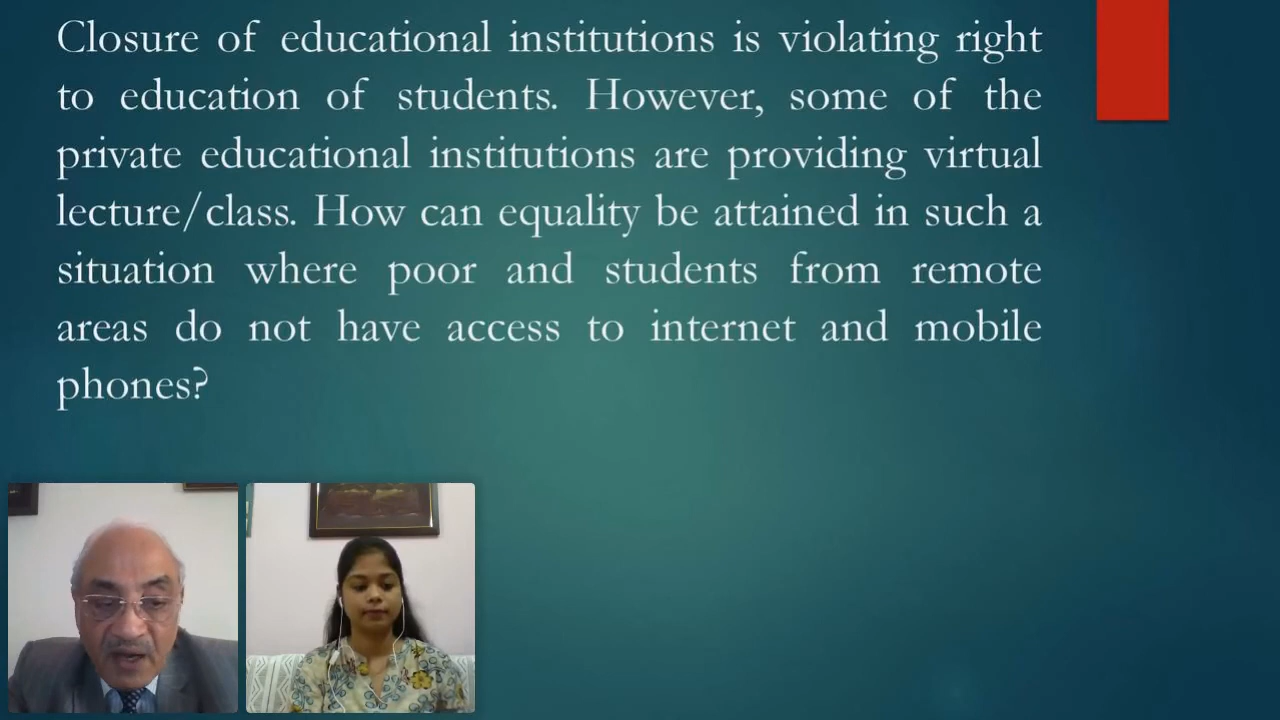 Closure of educational institutions is violating right
to education of students. However, some of the
private educational institutions are providing virtual
lecture/class. How can equality be attained in such a
situation where poor and students from remote
areas do not have access to internet and mobile
phones?